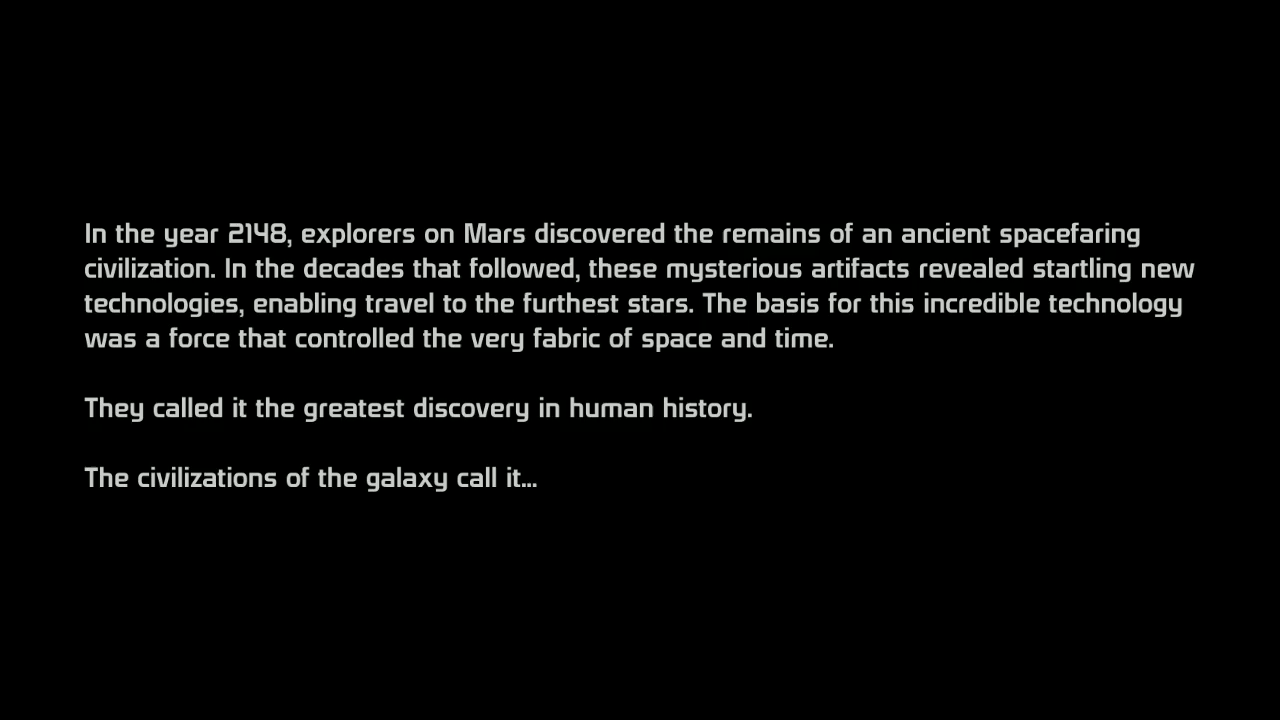 In the year 2148, explorers on Mars discovered the remains of an ancient spacefaring
civilization. In the decades that followed, these mysterious artifacts revealed startling new
technologies, enabling travel to the furthest stars. The basis for this incredible technology
was a force that controlled the very fabric of space and time.
They called it the greatest discovery in human history.
The civilizations of the galaxy call it...